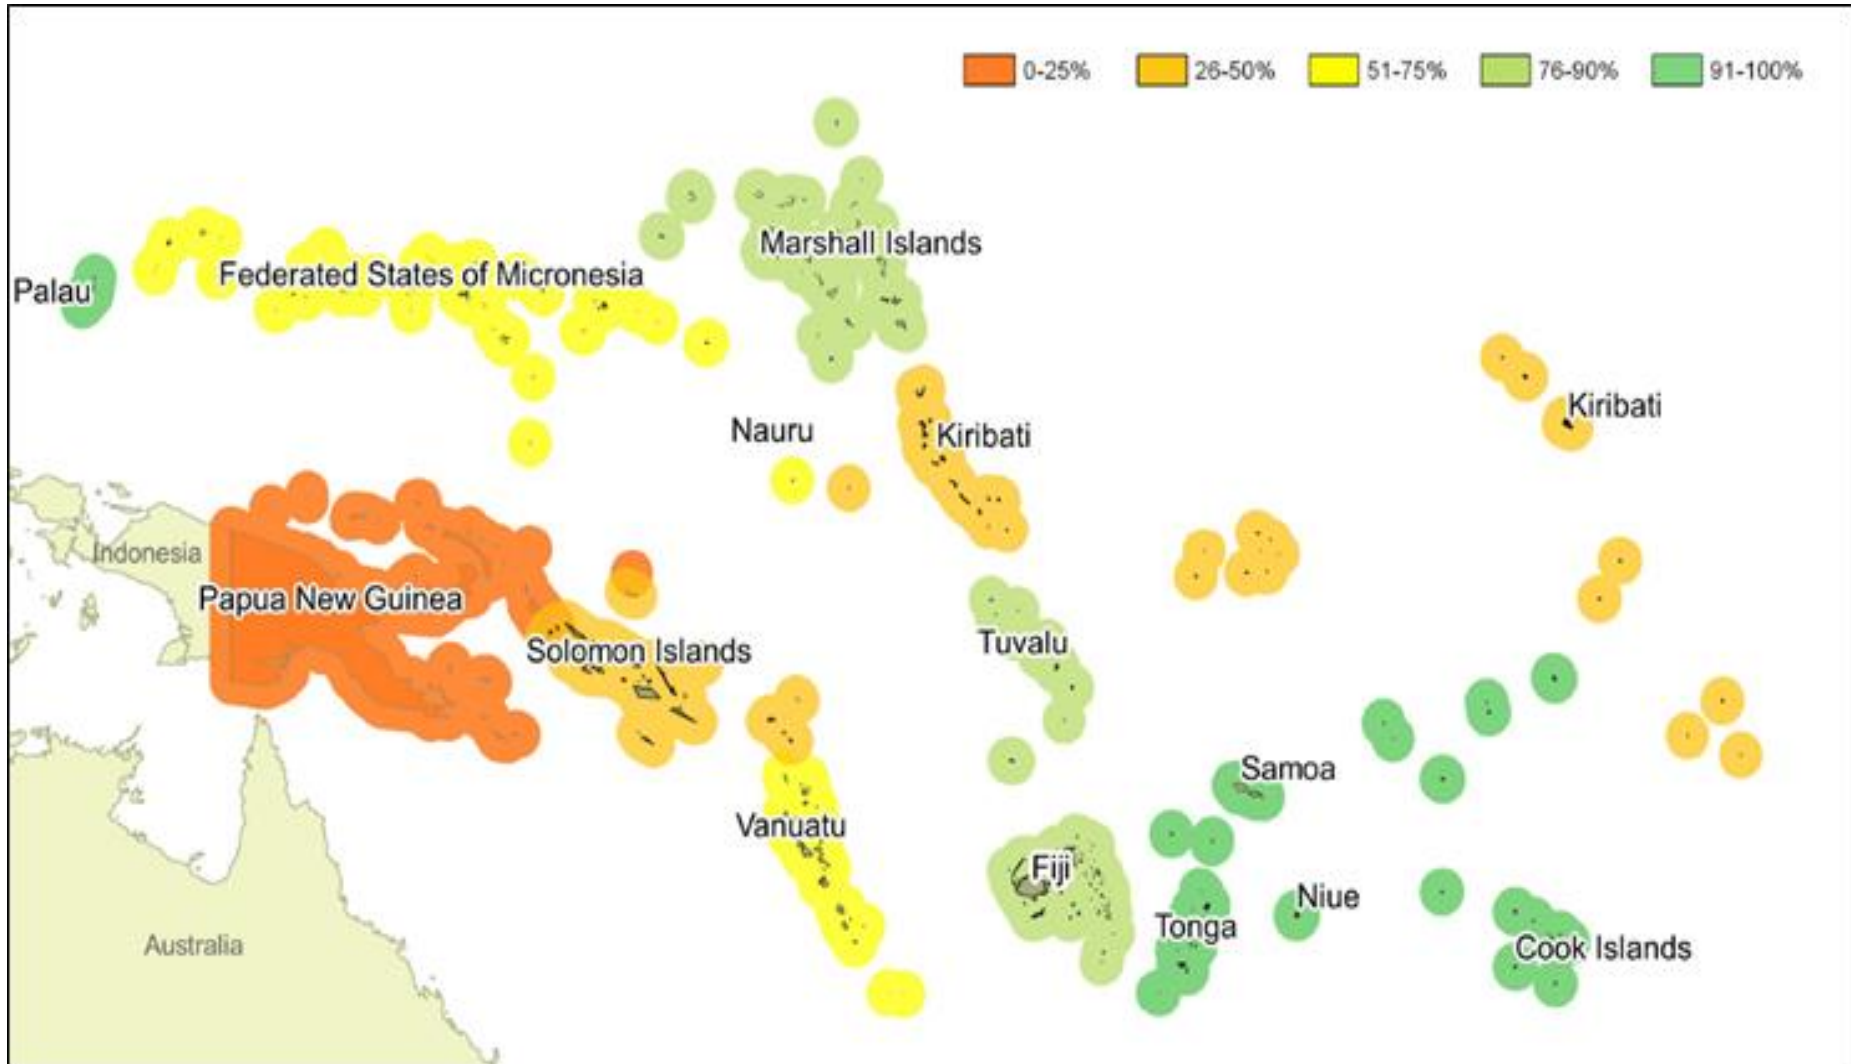 0-25% 26-50% 51-75% 76-90% 91-100%
Marshall Islands
Federated States of Micronesia
Palau
Kiribati
Nauru
Kiribati
Indonesia
Papua New Guinea
Solomon Islands
Tuvalu
Samoa
Vanuatu
Fiji
Niue
Tonga
Australia
Cook Islands